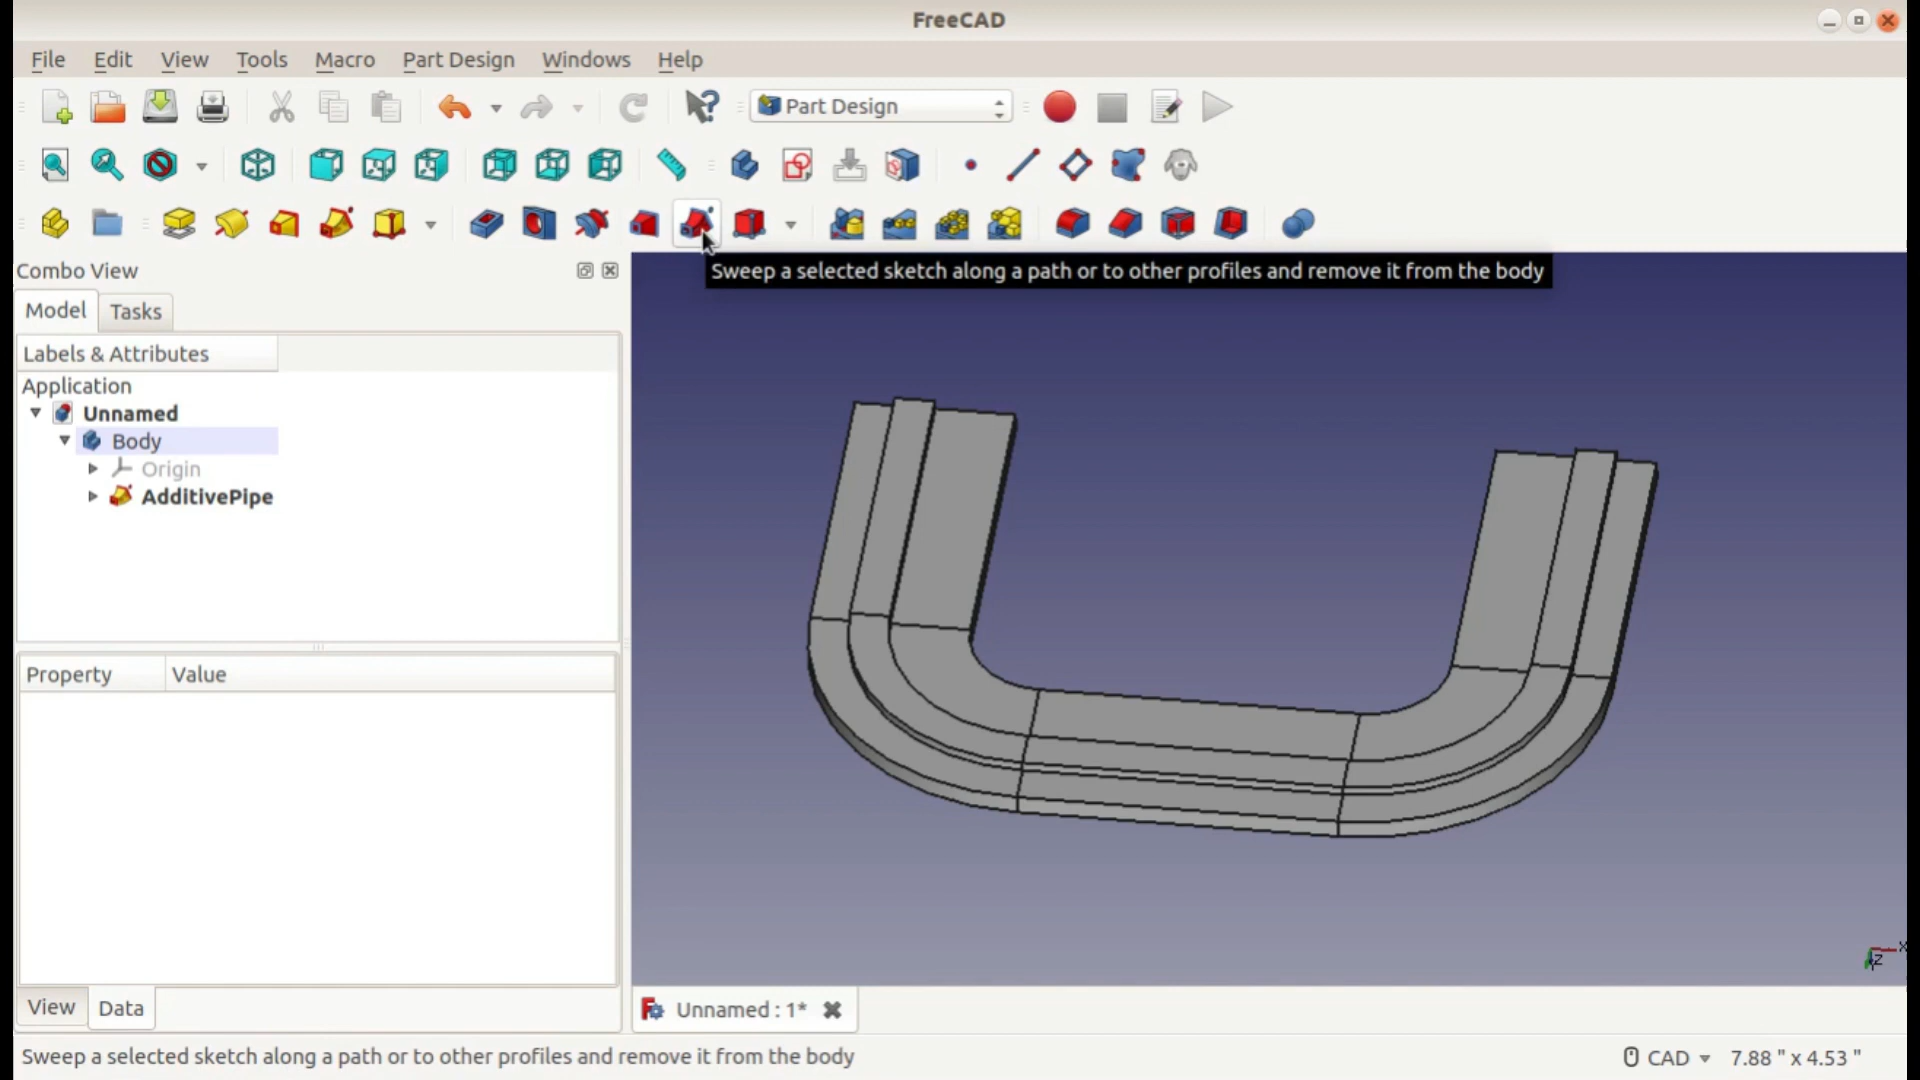 FreeCAD
File Edit View Tools Macro Part Design Windows Help
Part Design
Sweep a selected sketch along a path or to other profiles and remove it from the body
Combo View
Model Tasks
Labels & Attributes
Application
Unnamed
Body
Origin
AdditivePipe
Property Value
View Data
X
Z
Unnamed : 1*
Sweep a selected sketch along a path or to other profiles and remove it from the body
CAD 7.88 " x 4.53 "